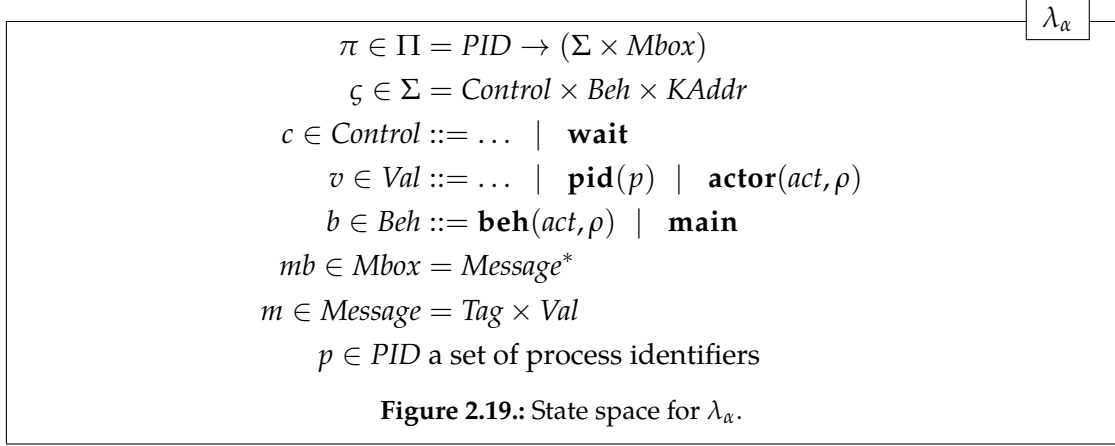 λα
π ∈ Π = PID → (Σ × Mbox)
ς ∈ Σ = Control × Beh × KAddr
c ∈ Control ::= … | wait
v ∈ Val ::= … | pid(p) | actor(act, ρ)
b ∈ Beh ::= beh(act, ρ) | main
mb ∈ Mbox = Message*
m ∈ Message = Tag × Val
p ∈ PID a set of process identifiers
Figure 2.19.: State space for λα.